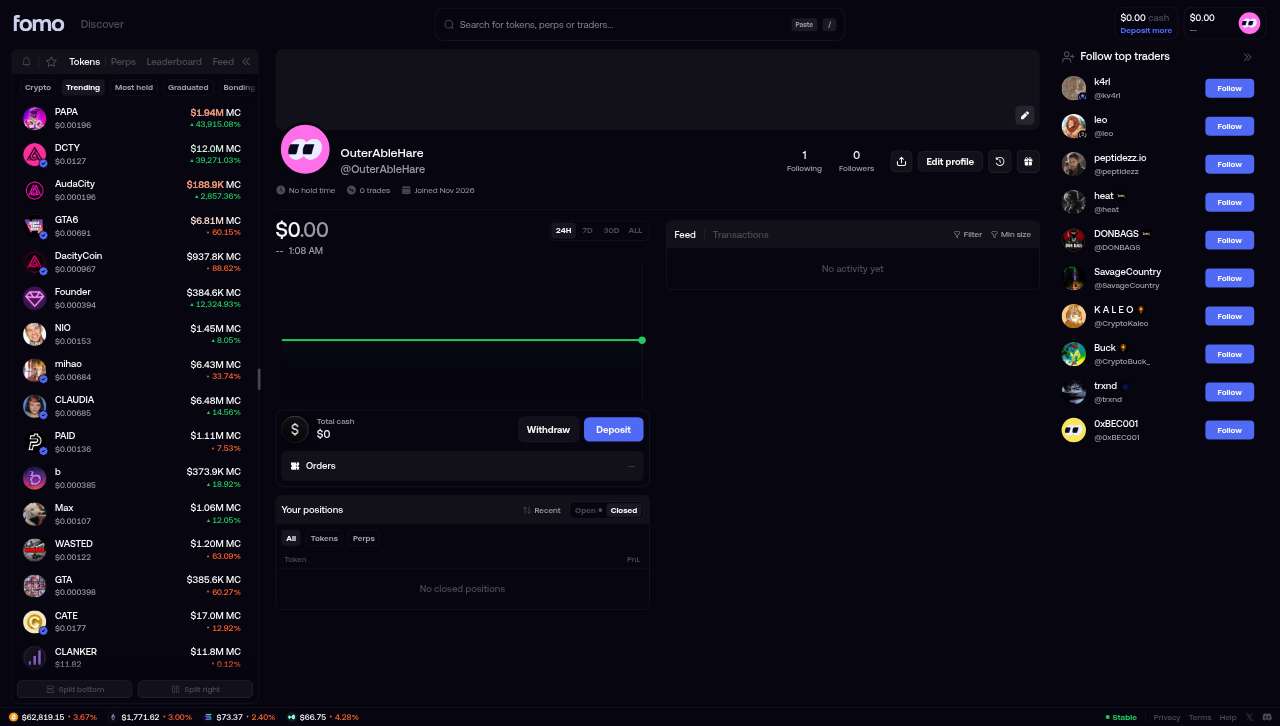 fomo
Discover
Search for tokens, perps or traders...
Paste
/
$0.00 cash
Deposit more
$0.00
—
Tokens
Perps
Leaderboard
Feed
Crypto
Trending
Most held
Graduated
Bonding
PAPA
$0.00196
$1.94M MC
43,915.08%
DCTY
$0.0127
$12.0M MC
39,271.03%
AudaCity
$0.000196
$188.9K MC
2,857.36%
GTA6
$0.00691
$6.81M MC
60.15%
DacityCoin
$0.000967
$937.8K MC
88.62%
Founder
$0.000394
$384.6K MC
12,324.93%
NIO
$0.00153
$1.45M MC
8.05%
mihao
$0.00684
$6.43M MC
33.74%
CLAUDIA
$0.00685
$6.48M MC
14.56%
PAID
$0.00136
$1.11M MC
7.53%
b
$0.000385
$373.9K MC
18.92%
Max
$0.00107
$1.06M MC
12.05%
WASTED
$0.00122
$1.20M MC
63.09%
GTA
$0.000398
$385.6K MC
60.27%
CATE
$0.0177
$17.0M MC
12.92%
CLANKER
$11.82
$11.8M MC
0.12%
Split bottom
Split right
OuterAbleHare
@OuterAbleHare
1
Following
0
Followers
Edit profile
No hold time
0 trades
Joined Nov 2026
$0.00
-- 1:08 AM
24H
7D
30D
ALL
$
Total cash
$0
Withdraw
Deposit
Orders
—
Your positions
Recent
Open
Closed
All
Tokens
Perps
Token
PnL
No closed positions
Feed
Transactions
Filter
Min size
No activity yet
Follow top traders
k4rl
@kv4rl
Follow
leo
@leo
Follow
peptidezz.io
@peptidezz
Follow
heat
@heat
Follow
DONBAGS
@DONBAGS
Follow
SavageCountry
@SavageCountry
Follow
K A L E O
@CryptoKaleo
Follow
Buck
@CryptoBuck_
Follow
trxnd
@trxnd
Follow
0xBEC001
@0xBEC001
Follow
$62,819.15 3.67%
$1,771.62 3.00%
$73.37 2.40%
$66.75 4.28%
Stable
Privacy
Terms
Help